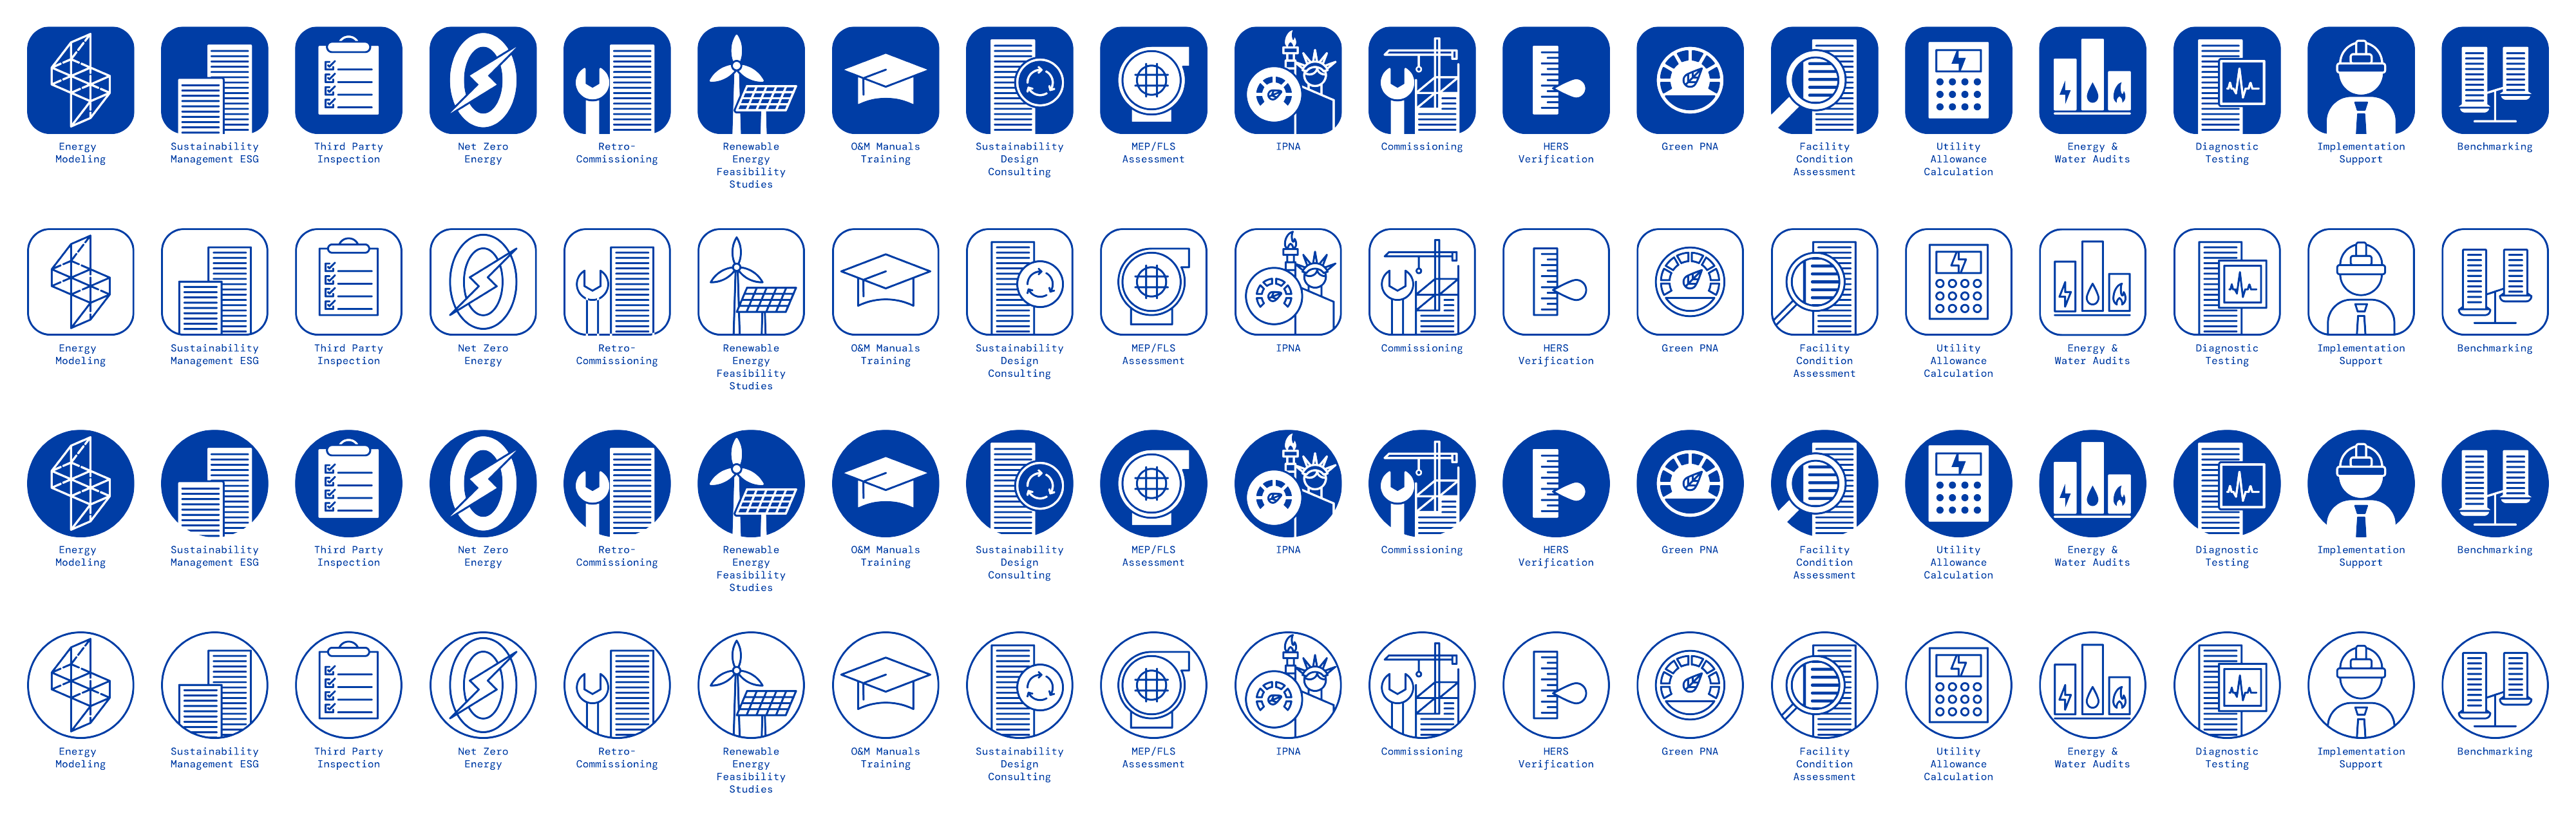 Energy Modeling
Sustainability Management ESG
Third Party Inspection
Net Zero Energy
Retro-Commissioning
Renewable Energy Feasibility Studies
O&M Manuals Training
Sustainability Design Consulting
MEP/FLS Assessment
IPNA
Commissioning
HERS Verification
Green PNA
Facility Condition Assessment
Utility Allowance Calculation
Energy & Water Audits
Diagnostic Testing
Implementation Support
Benchmarking
Energy Modeling
Sustainability Management ESG
Third Party Inspection
Net Zero Energy
Retro-Commissioning
Renewable Energy Feasibility Studies
O&M Manuals Training
Sustainability Design Consulting
MEP/FLS Assessment
IPNA
Commissioning
HERS Verification
Green PNA
Facility Condition Assessment
Utility Allowance Calculation
Energy & Water Audits
Diagnostic Testing
Implementation Support
Benchmarking
Energy Modeling
Sustainability Management ESG
Third Party Inspection
Net Zero Energy
Retro-Commissioning
Renewable Energy Feasibility Studies
O&M Manuals Training
Sustainability Design Consulting
MEP/FLS Assessment
IPNA
Commissioning
HERS Verification
Green PNA
Facility Condition Assessment
Utility Allowance Calculation
Energy & Water Audits
Diagnostic Testing
Implementation Support
Benchmarking
Energy Modeling
Sustainability Management ESG
Third Party Inspection
Net Zero Energy
Retro-Commissioning
Renewable Energy Feasibility Studies
O&M Manuals Training
Sustainability Design Consulting
MEP/FLS Assessment
IPNA
Commissioning
HERS Verification
Green PNA
Facility Condition Assessment
Utility Allowance Calculation
Energy & Water Audits
Diagnostic Testing
Implementation Support
Benchmarking